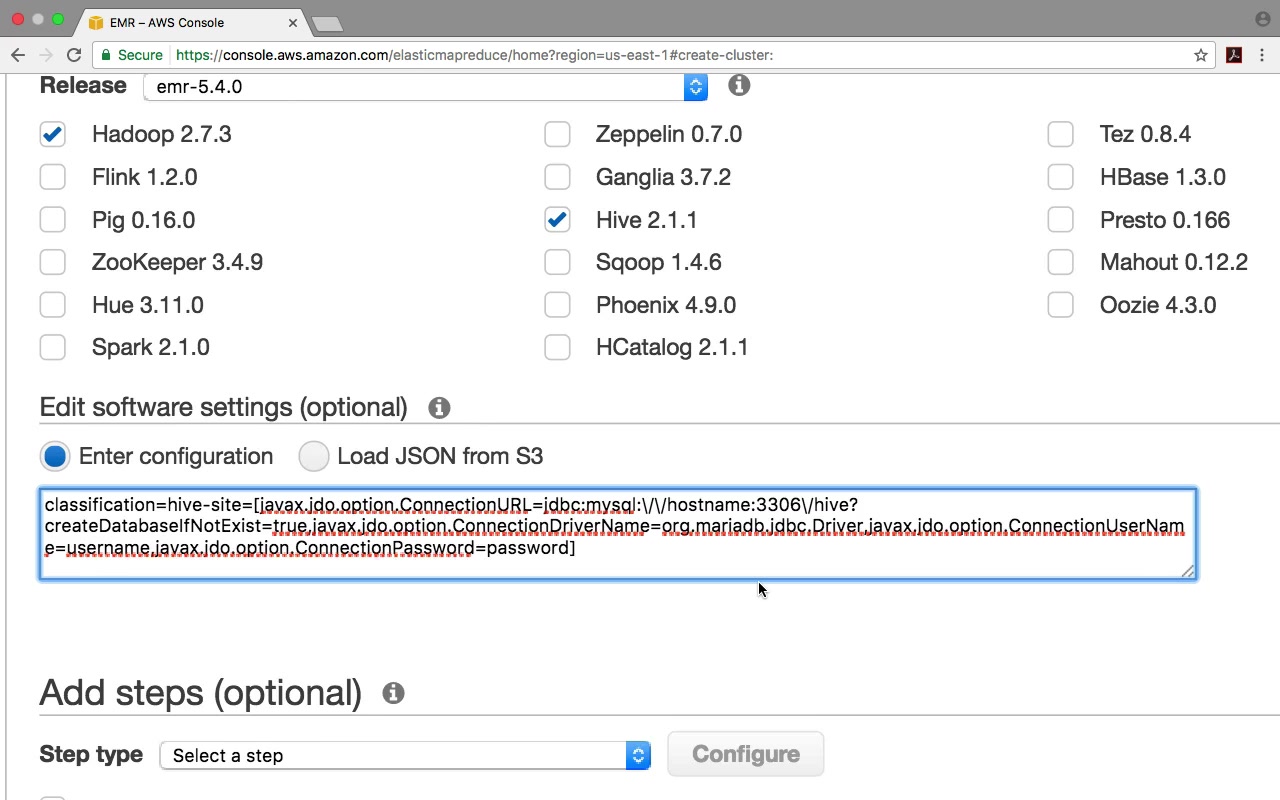 EMR – AWS Console
Secure https://console.aws.amazon.com/elasticmapreduce/home?region=us-east-1#create-cluster:
Release emr-5.4.0
Hadoop 2.7.3 Zeppelin 0.7.0 Tez 0.8.4
Flink 1.2.0 Ganglia 3.7.2 HBase 1.3.0
Pig 0.16.0 Hive 2.1.1 Presto 0.166
ZooKeeper 3.4.9 Sqoop 1.4.6 Mahout 0.12.2
Hue 3.11.0 Phoenix 4.9.0 Oozie 4.3.0
Spark 2.1.0 HCatalog 2.1.1
Edit software settings (optional)
Enter configuration Load JSON from S3
classification=hive-site=[javax.jdo.option.ConnectionURL=jdbc:mysql:\/\/hostname:3306\/hive?
createDatabaseIfNotExist=true,javax.jdo.option.ConnectionDriverName=org.mariadb.jdbc.Driver,javax.jdo.option.ConnectionUserNam
e=username,javax.jdo.option.ConnectionPassword=password]
Add steps (optional)
Step type Select a step Configure